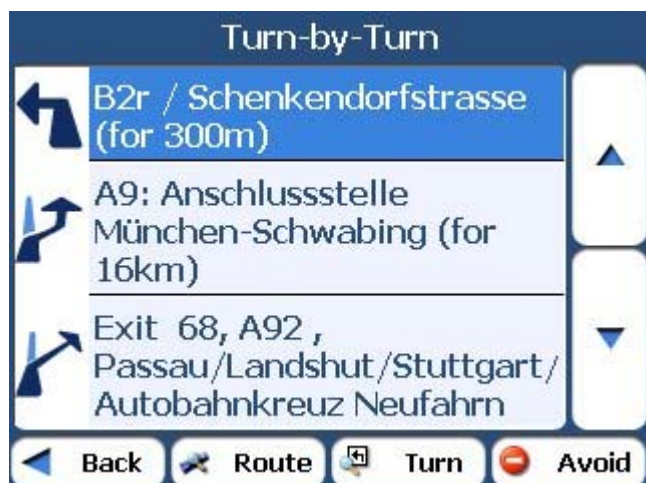 Turn-by-Turn
B2r / Schenkendorfstrasse
(for 300m)
A9: Anschlussstelle
München-Schwabing (for
16km)
Exit 68, A92 ,
Passau/Landshut/Stuttgart/
Autobahnkreuz Neufahrn
Back Route Turn Avoid